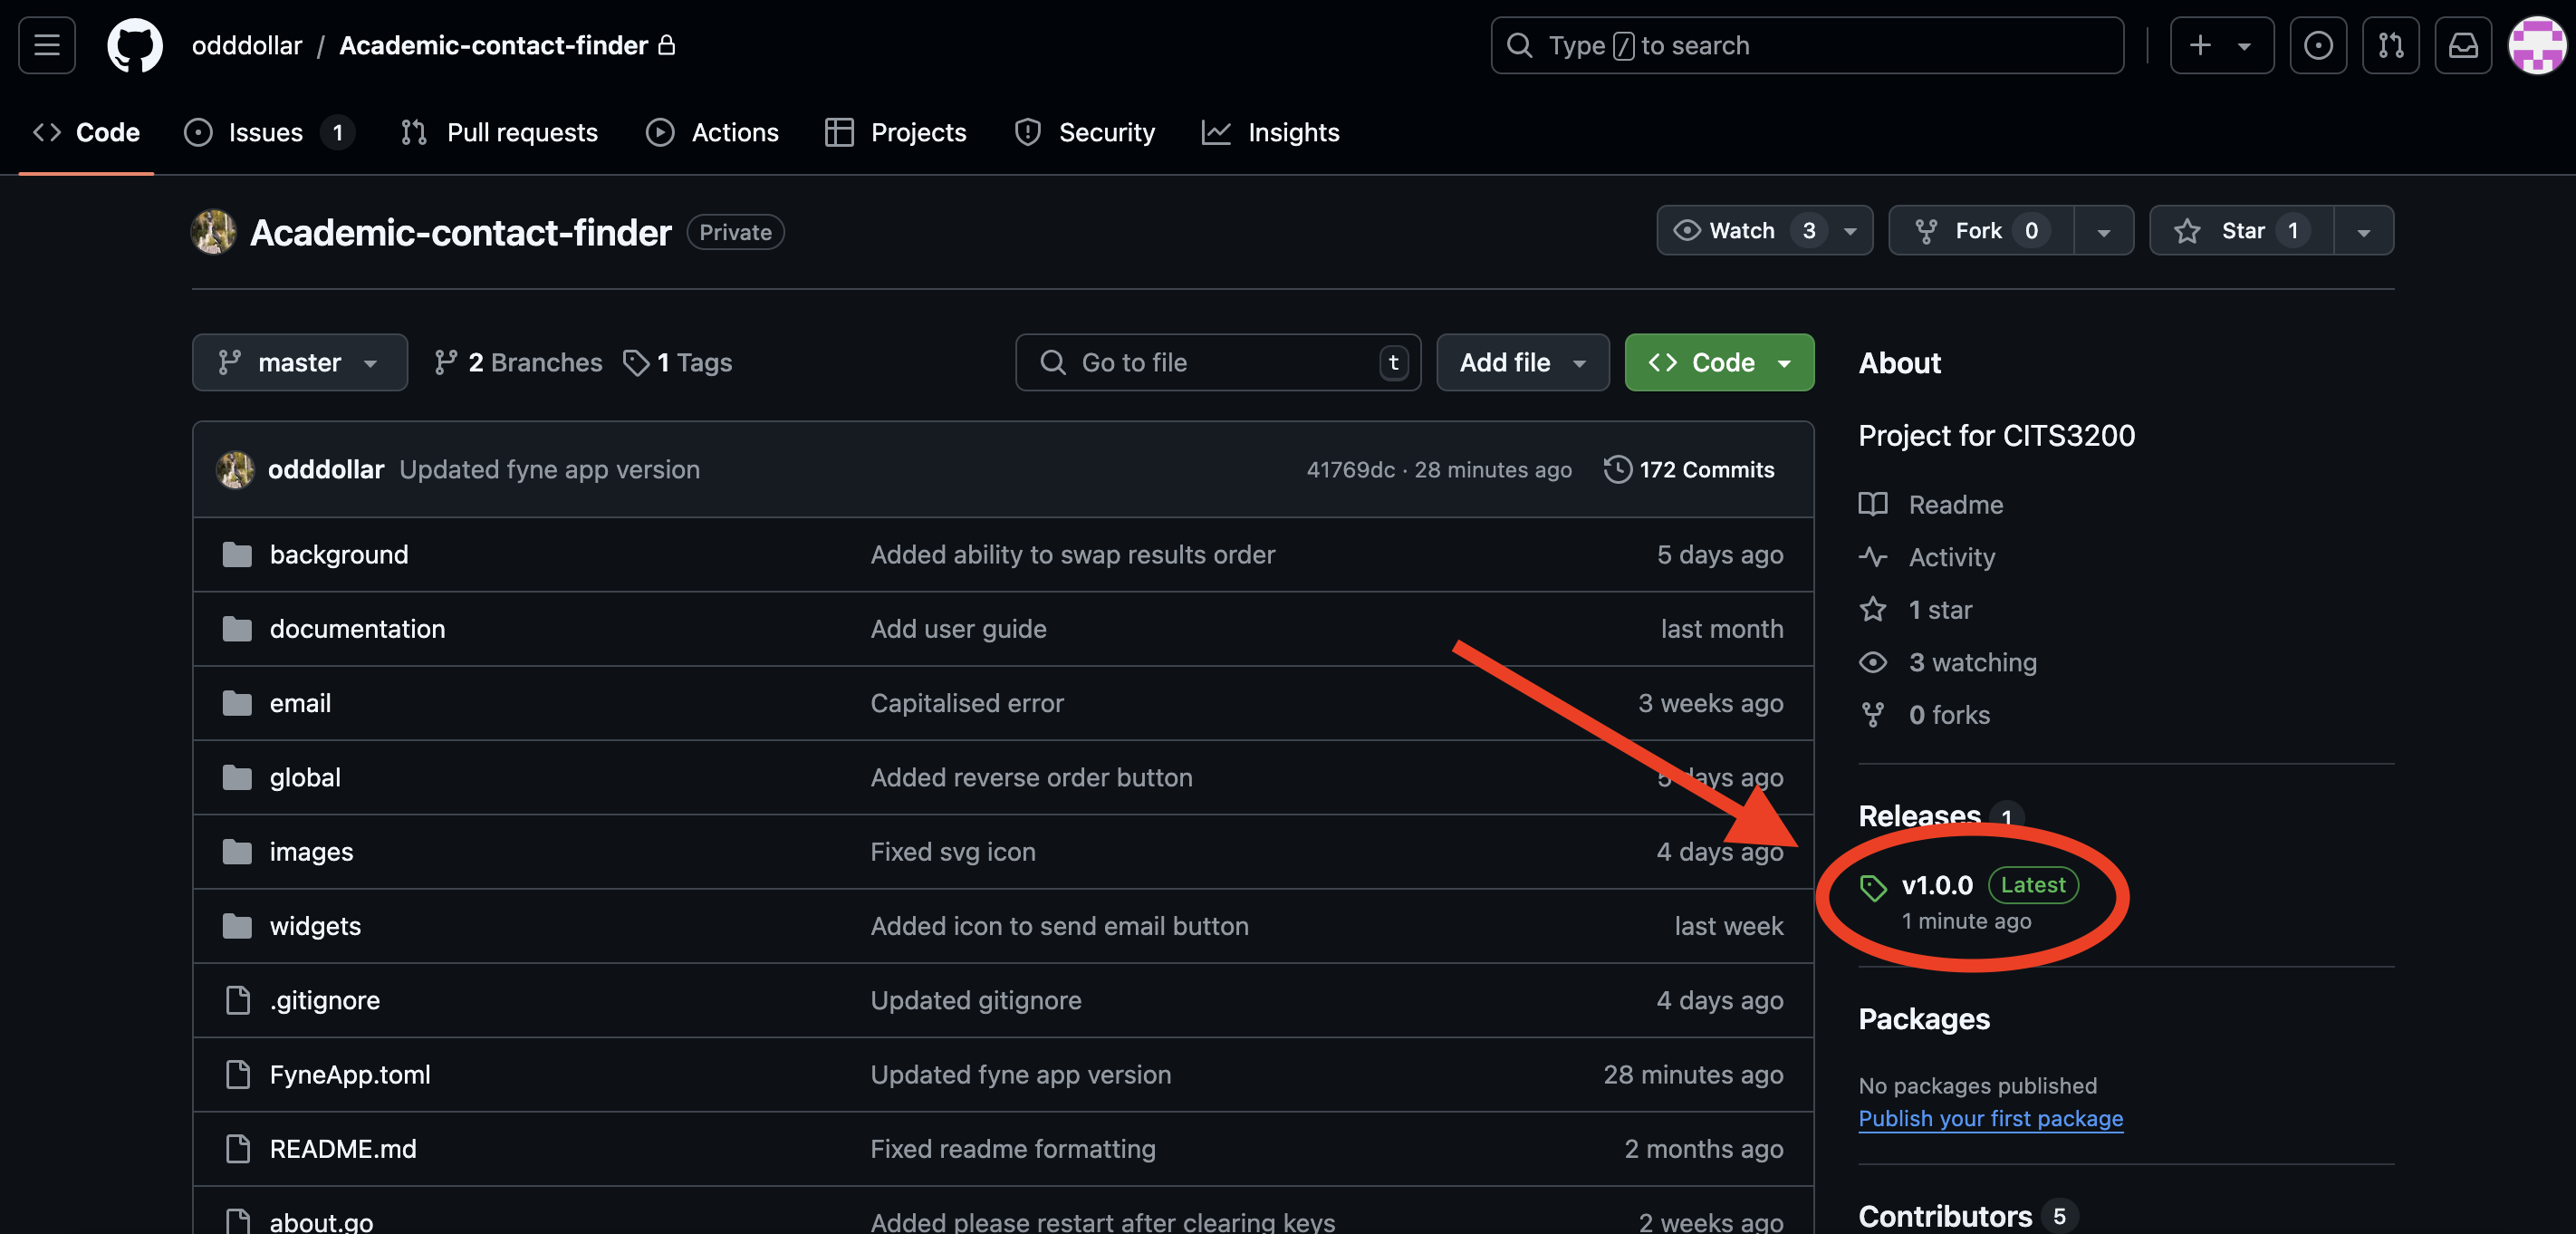 odddollar / Academic-contact-finder
Type / to search
Code
Issues 1
Pull requests
Actions
Projects
Security
Insights
Academic-contact-finder Private
Watch 3
Fork 0
Star 1
master
2 Branches
1 Tags
Go to file t
Add file
Code
odddollar Updated fyne app version 41769dc · 28 minutes ago 172 Commits
background Added ability to swap results order 5 days ago
documentation Add user guide last month
email Capitalised error 3 weeks ago
global Added reverse order button 5 days ago
images Fixed svg icon 4 days ago
widgets Added icon to send email button last week
.gitignore Updated gitignore 4 days ago
FyneApp.toml Updated fyne app version 28 minutes ago
README.md Fixed readme formatting 2 months ago
about.go Added please restart after clearing keys 2 weeks ago
About
Project for CITS3200
Readme
Activity
1 star
3 watching
0 forks
Releases 1
v1.0.0 Latest
1 minute ago
Packages
No packages published
Publish your first package
Contributors 5